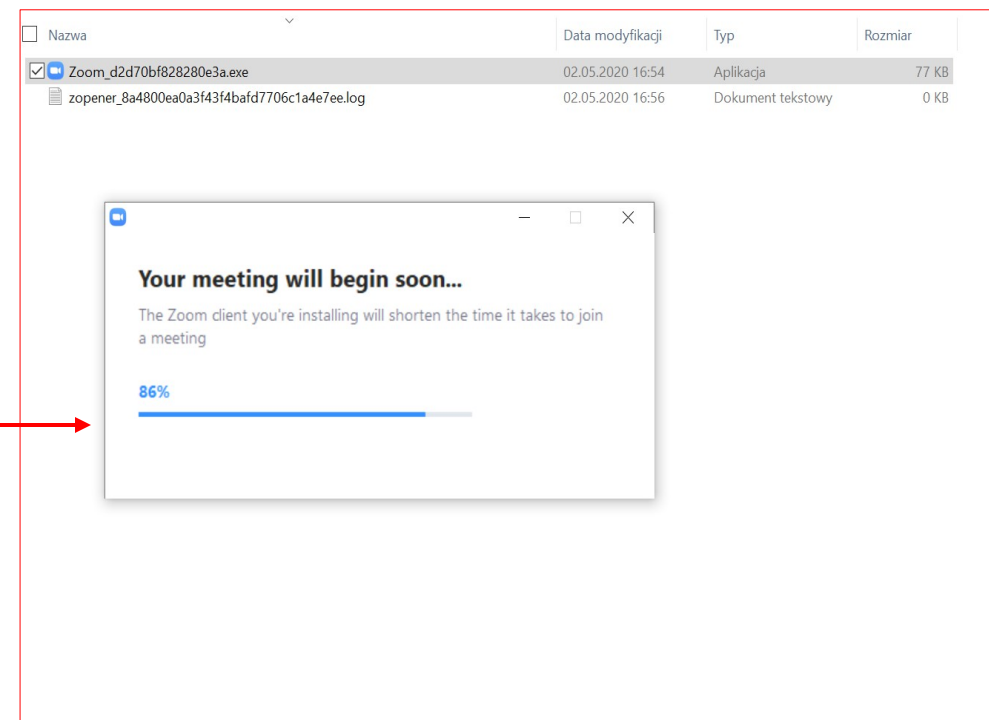 Nazwa Data modyfikacji Typ Rozmiar
Zoom_d2d70bf828280e3a.exe 02.05.2020 16:54 Aplikacja 77 KB
zopener_8a4800ea0a3f43f4bafd7706c1a4e7ee.log 02.05.2020 16:56 Dokument tekstowy 0 KB
Your meeting will begin soon...
The Zoom client you're installing will shorten the time it takes to join
a meeting
86%